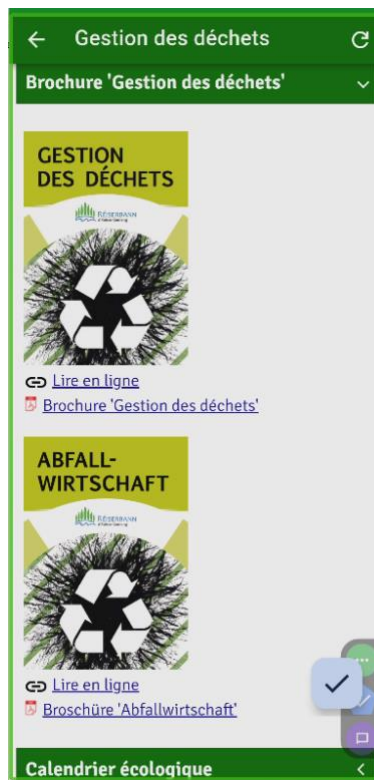 Gestion des déchets
Brochure 'Gestion des déchets'
GESTION
DES DÉCHETS
Lire en ligne
Brochure 'Gestion des déchets'
ABFALL-
WIRTSCHAFT
Lire en ligne
Broschüre 'Abfallwirtschaft'
Calendrier écologique